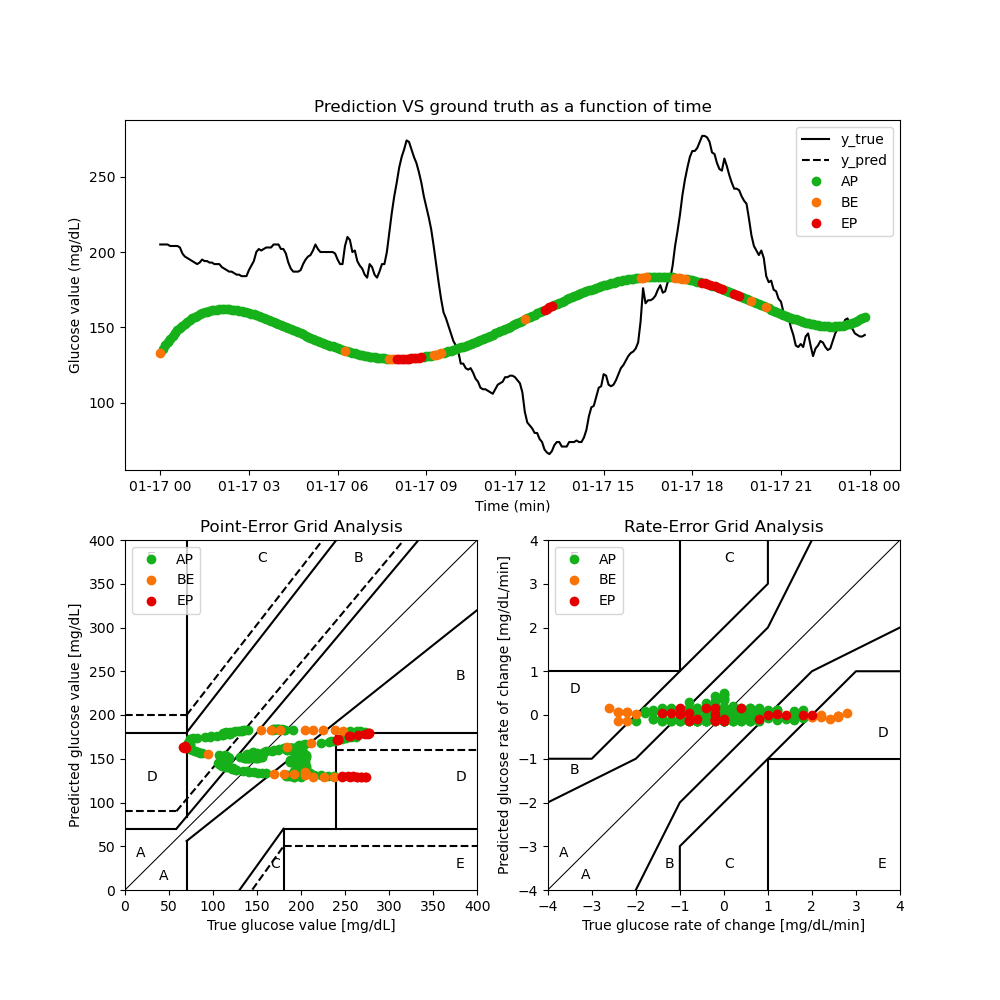 Prediction VS ground truth as a function of time
Glucose value (mg/dL)
250
200
150
100
y_true
y_pred
AP
BE
EP
01-17 00 01-17 03 01-17 06 01-17 09 01-17 12 01-17 15 01-17 18 01-17 21 01-18 00
Time (min)
Point-Error Grid Analysis
Predicted glucose value [mg/dL]
400
350
300
250
200
150
100
50
0
AP
BE
EP
C B
B
D D
A
A C E
0 50 100 150 200 250 300 350 400
True glucose value [mg/dL]
Rate-Error Grid Analysis
Predicted glucose rate of change [mg/dL/min]
4
3
2
1
0
−1
−2
−3
−4
AP
BE
EP
C
D
D
B
A
A B C E
−4 −3 −2 −1 0 1 2 3 4
True glucose rate of change [mg/dL/min]